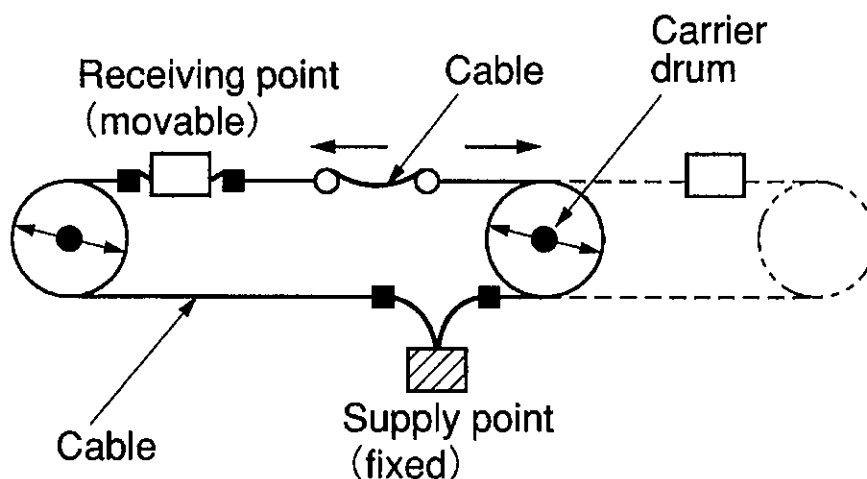 Receiving point
(movable)
Cable
Carrier
drum
Cable
Supply point
(fixed)